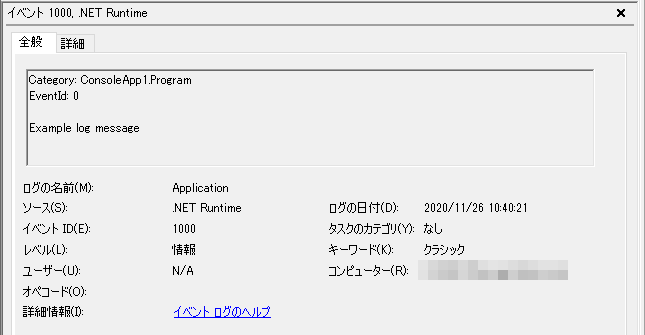 イベント 1000, .NET Runtime
全般 詳細
Category: ConsoleApp1.Program
EventId: 0
Example log message
ログの名前(M): Application
ソース(S): .NET Runtime ログの日付(D): 2020/11/26 10:40:21
イベント ID(E): 1000 タスクのカテゴリ(Y): なし
レベル(L): 情報 キーワード(K): クラシック
ユーザー(U): N/A コンピューター(R):
オペコード(O):
詳細情報(I): イベント ログのヘルプ